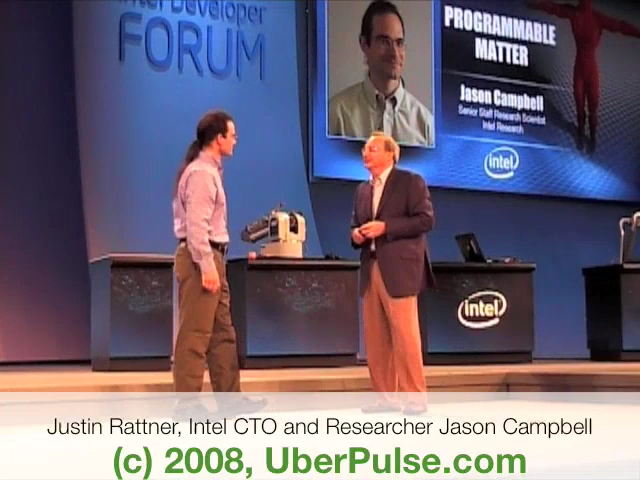 Intel Developer
FORUM
PROGRAMMABLE
MATTER
Jason Campbell
Senior Staff Research Scientist
Intel Research
intel
intel
Justin Rattner, Intel CTO and Researcher Jason Campbell
(c) 2008, UberPulse.com